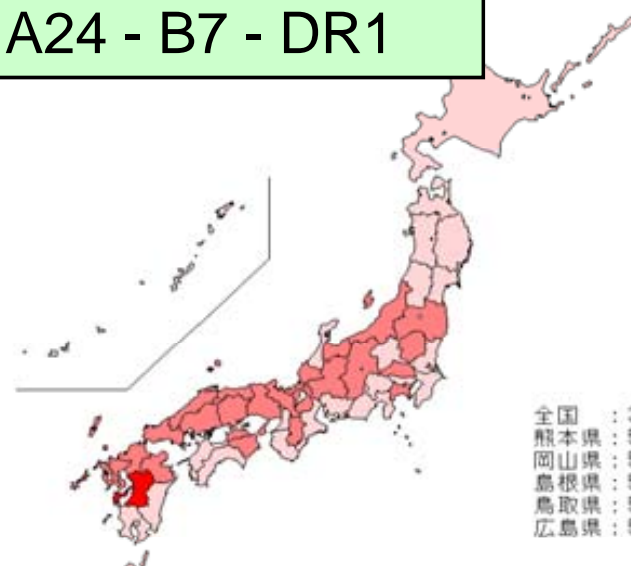 A24 - B7 - DR1
全国 :
熊本県 :
岡山県 :
島根県 :
鳥取県 :
広島県 :